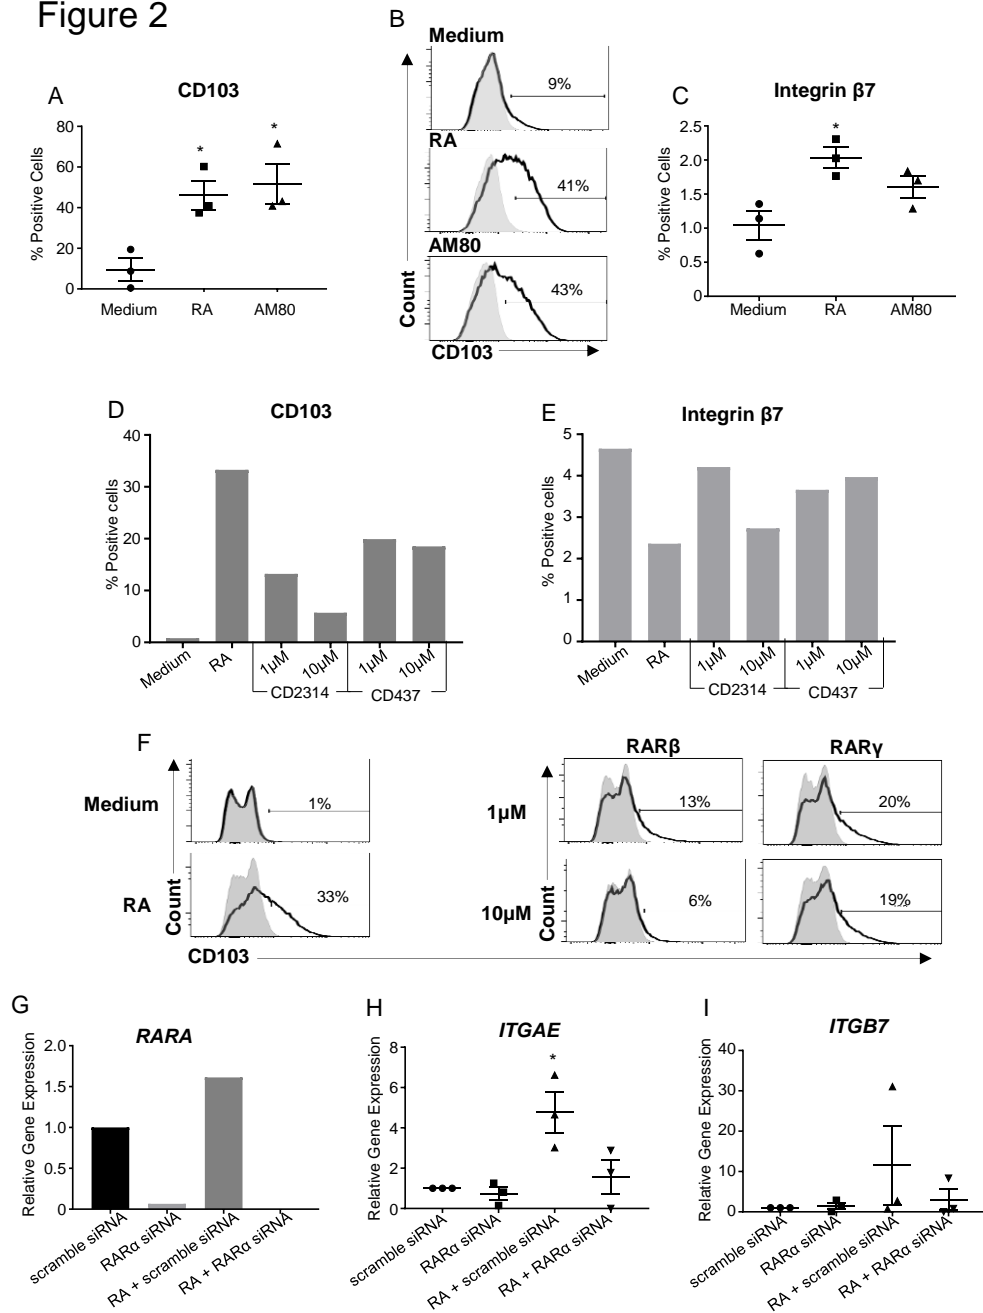 Figure 2
A
CD103
% Positive Cells
80
60
40
20
0
*
*
Medium
RA
AM80
B
Medium
9%
RA
41%
AM80
43%
Count
CD103
C
Integrin β7
% Positive Cells
2.5
2.0
1.5
1.0
0.5
0
*
Medium
RA
AM80
D
CD103
% Positive cells
40
30
20
10
0
Medium
RA
1µM
10µM
1µM
10µM
CD2314
CD437
E
Integrin β7
% Positive cells
5
4
3
2
1
0
Medium
RA
1µM
10µM
1µM
10µM
CD2314
CD437
F
Medium
1%
RA
33%
Count
CD103
RARβ
RARγ
1µM
13%
20%
10µM
6%
19%
Count
G
RARA
Relative Gene Expression
2.0
1.5
1.0
0.5
0
scramble siRNA
RARα siRNA
RA + scramble siRNA
RA + RARα siRNA
H
ITGAE
Relative Gene Expression
8
6
4
2
0
*
scramble siRNA
RARα siRNA
RA + scramble siRNA
RA + RARα siRNA
I
ITGB7
Relative Gene Expression
40
30
20
10
0
scramble siRNA
RARα siRNA
RA + scramble siRNA
RA + RARα siRNA